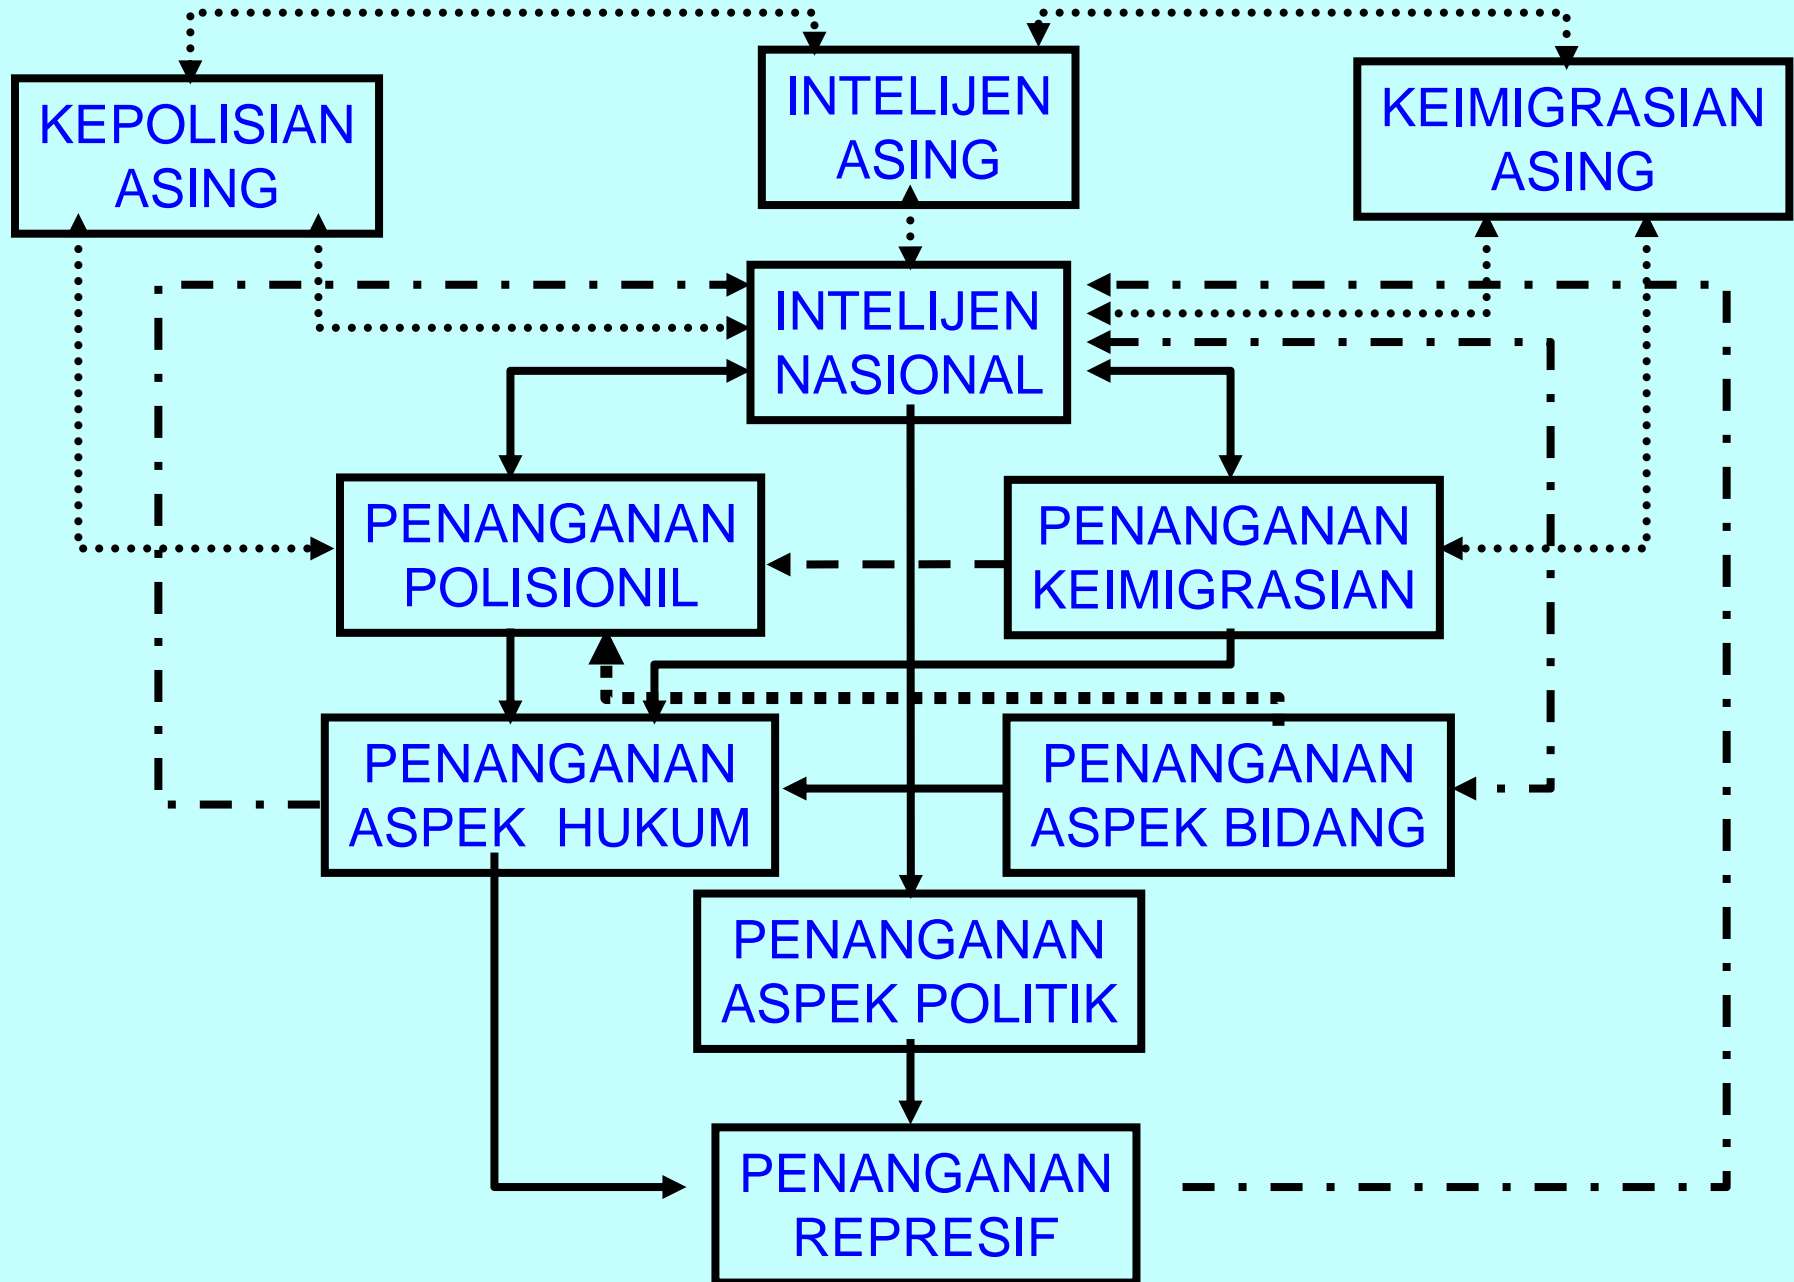 KEPOLISIAN
ASING
INTELIJEN
ASING
KEIMIGRASIAN
ASING
INTELIJEN
NASIONAL
PENANGANAN
POLISIONIL
PENANGANAN
KEIMIGRASIAN
PENANGANAN
ASPEK HUKUM
PENANGANAN
ASPEK BIDANG
PENANGANAN
ASPEK POLITIK
PENANGANAN
REPRESIF